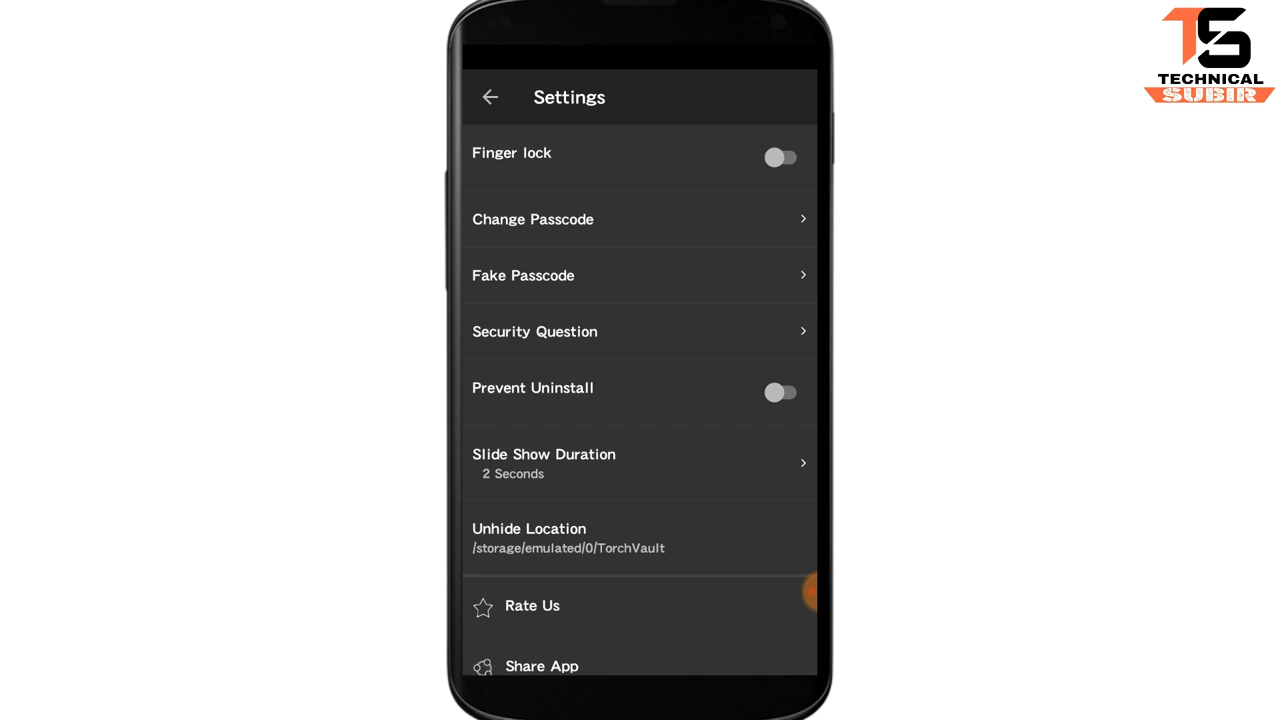 Settings
Finger lock
Change Passcode
Fake Passcode
Security Question
Prevent Uninstall
Slide Show Duration
2 Seconds
Unhide Location
/storage/emulated/0/TorchVault
Rate Us
Share App
TS
TECHNICAL
SUBIR